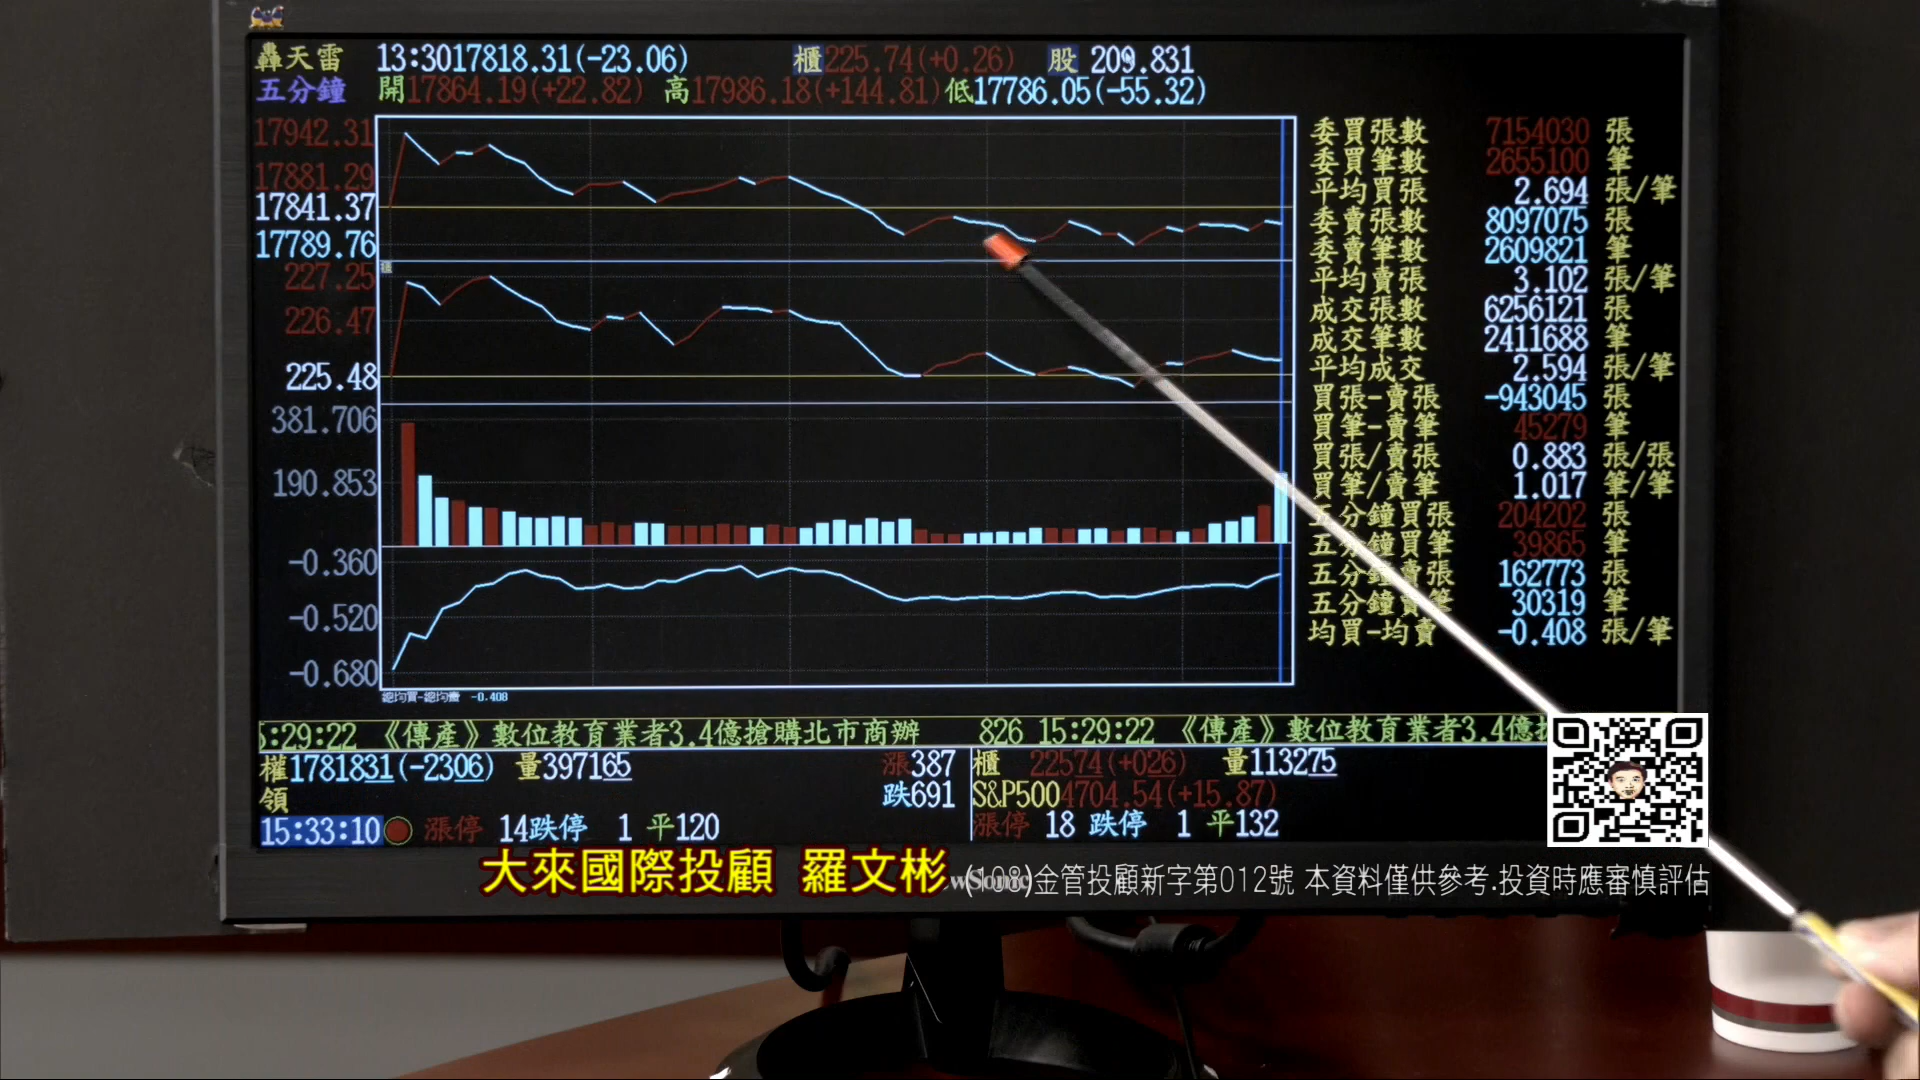 轟天雷 13:30 17818.31(-23.06) 櫃225.74(+0.26) 股 209.831
五分鐘 開17864.19(+22.82) 高17986.18(+144.81) 低17786.05(-55.32)
17942.31
17881.29
17841.37
17789.76
227.25
226.47
225.48
381.706
190.853
-0.360
-0.520
-0.680
櫃
總均買-總均賣 -0.408
委買張數 7154030 張
委買筆數 2655100 筆
平均買張 2.694 張/筆
委賣張數 8097075 張
委賣筆數 2609821 筆
平均賣張 3.102 張/筆
成交張數 6256121 張
成交筆數 2411688 筆
平均成交 2.594 張/筆
買張-賣張 -943045 張
買筆-賣筆 45279 筆
買張/賣張 0.883 張/張
買筆/賣筆 1.017 筆/筆
五分鐘買張 204202 張
五分鐘買筆 39865 筆
五分鐘賣張 162773 張
五分鐘賣筆 30319 筆
均買-均賣 -0.408 張/筆
5:29:22 《傳產》數位教育業者3.4億搶購北市商辦 826 15:29:22 《傳產》數位教育業者3.4億
權1781831(-2306) 量397165 漲387 櫃 22574(+026) 量113275
領 跌691 S&P500 4704.54(+15.87)
15:33:10 漲停 14 跌停 1 平120 漲停 18 跌停 1 平132
大來國際投顧 羅文彬 (108)金管投顧新字第012號 本資料僅供參考.投資時應審慎評估